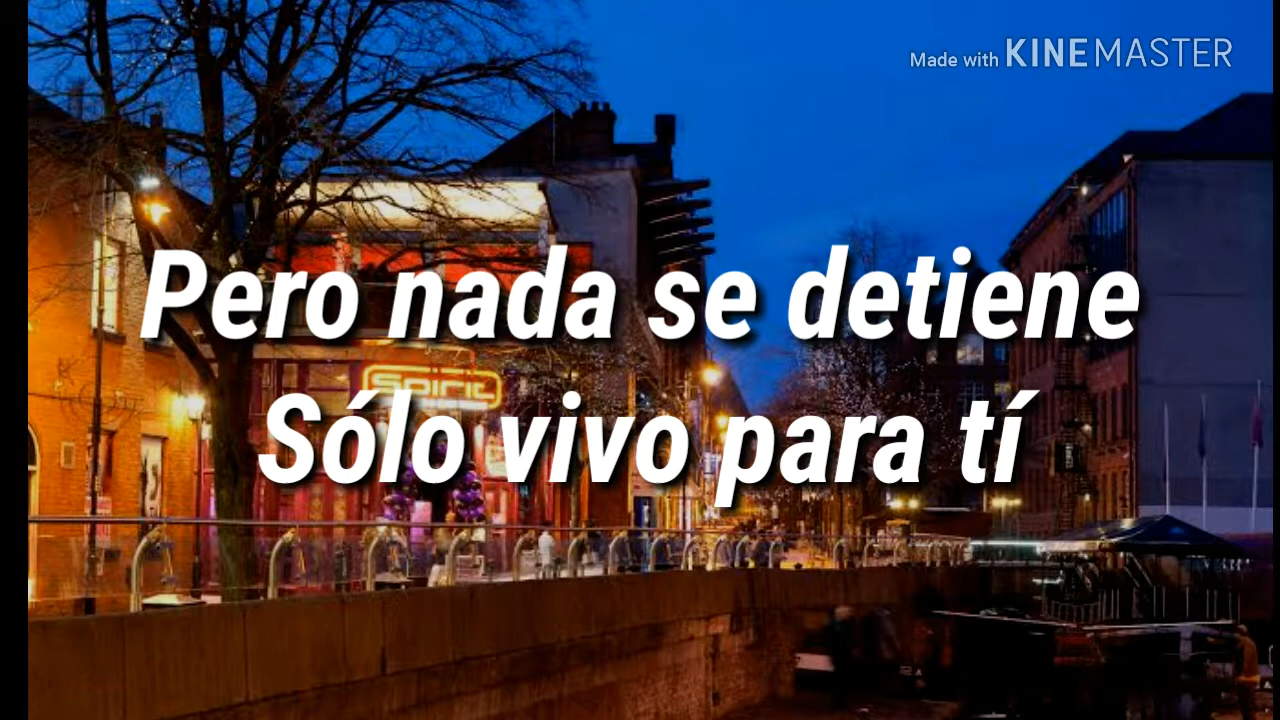 Made with KINEMASTER
Pero nada se detiene
spirit
Sólo vivo para tí